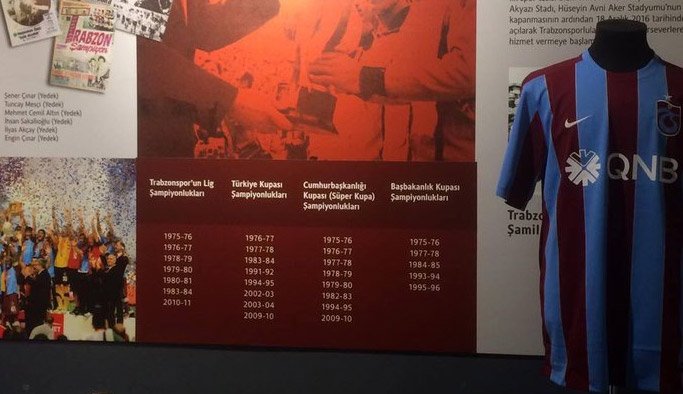 TRABZON
Şampiyon
Şener Çınar (Yedek)
Tuncay Mesçi (Yedek)
Mehmet Cemil Altın (Yedek)
İhsan Sakallıoğlu (Yedek)
İlyas Akçay (Yedek)
Engin Çınar (Yedek)
Trabzonspor'un Lig
Şampiyonlukları
1975-76
1976-77
1978-79
1979-80
1980-81
1983-84
2010-11
Türkiye Kupası
Şampiyonlukları
1976-77
1977-78
1983-84
1991-92
1994-95
2002-03
2003-04
2009-10
Cumhurbaşkanlığı
Kupası (Süper Kupa)
Şampiyonlukları
1975-76
1976-77
1977-78
1978-79
1979-80
1982-83
1994-95
2009-10
Başbakanlık Kupası
Şampiyonlukları
1975-76
1977-78
1984-85
1993-94
1995-96
Akyazı Stadı, Hüseyin Avni Aker Stadyumu'nun
kapanmasının ardından 18 Aralık 2016 tarihinde
açılarak Trabzonsporlula
hizmet vermeye başlam
QNB
Trabz
Şamil